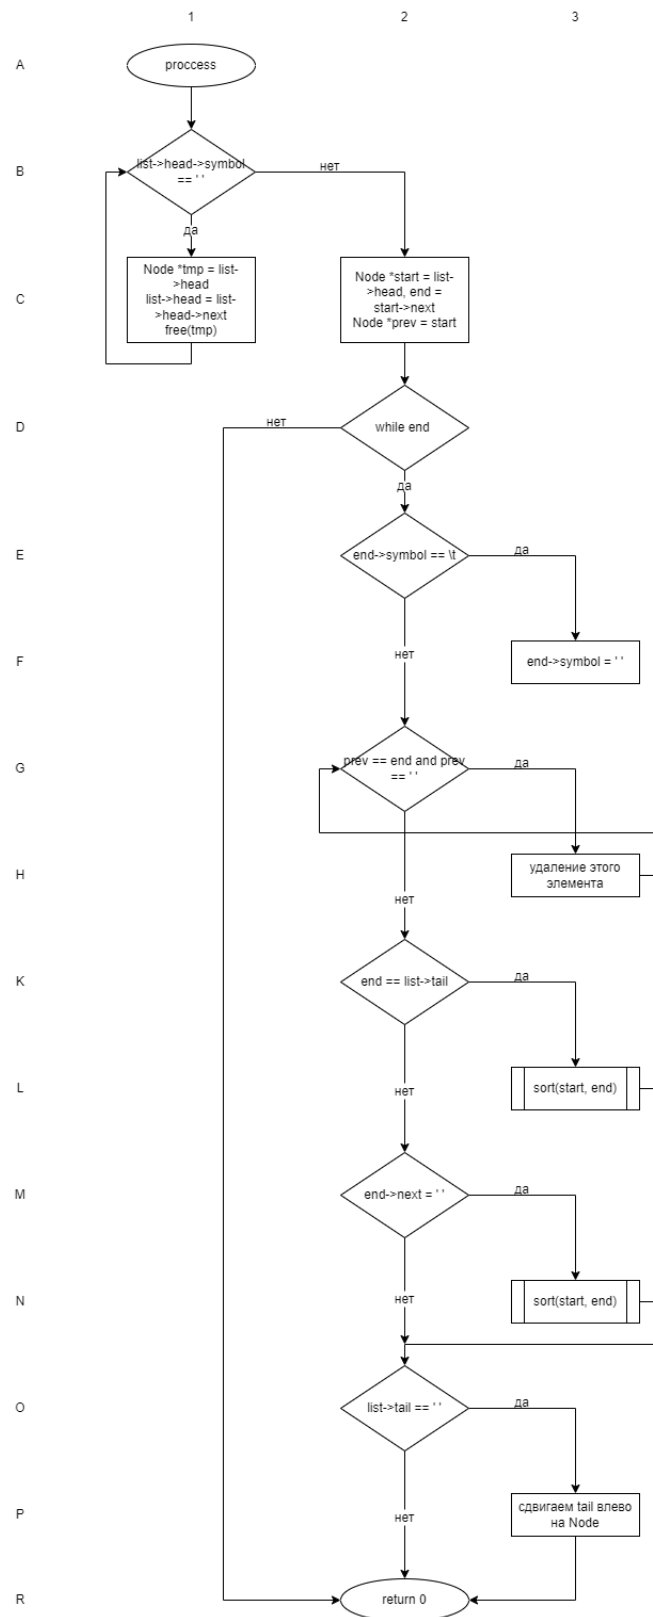 1 2 3
A
proccess
B
list->head->symbol
== ' '
нет
да
C
Node *tmp = list-
>head
list->head = list-
>head->next
free(tmp)
Node *start = list-
>head, end =
start->next
Node *prev = start
D
нет
while end
да
E
end->symbol == \t
да
F
нет
end->symbol = ' '
G
prev == end and prev
== ' '
да
H
удаление этого
элемента
нет
K
end == list->tail
да
L
нет
sort(start, end)
M
end->next = ' '
да
N
нет
sort(start, end)
O
list->tail == ' '
да
P
нет
сдвигаем tail влево
на Node
R
return 0